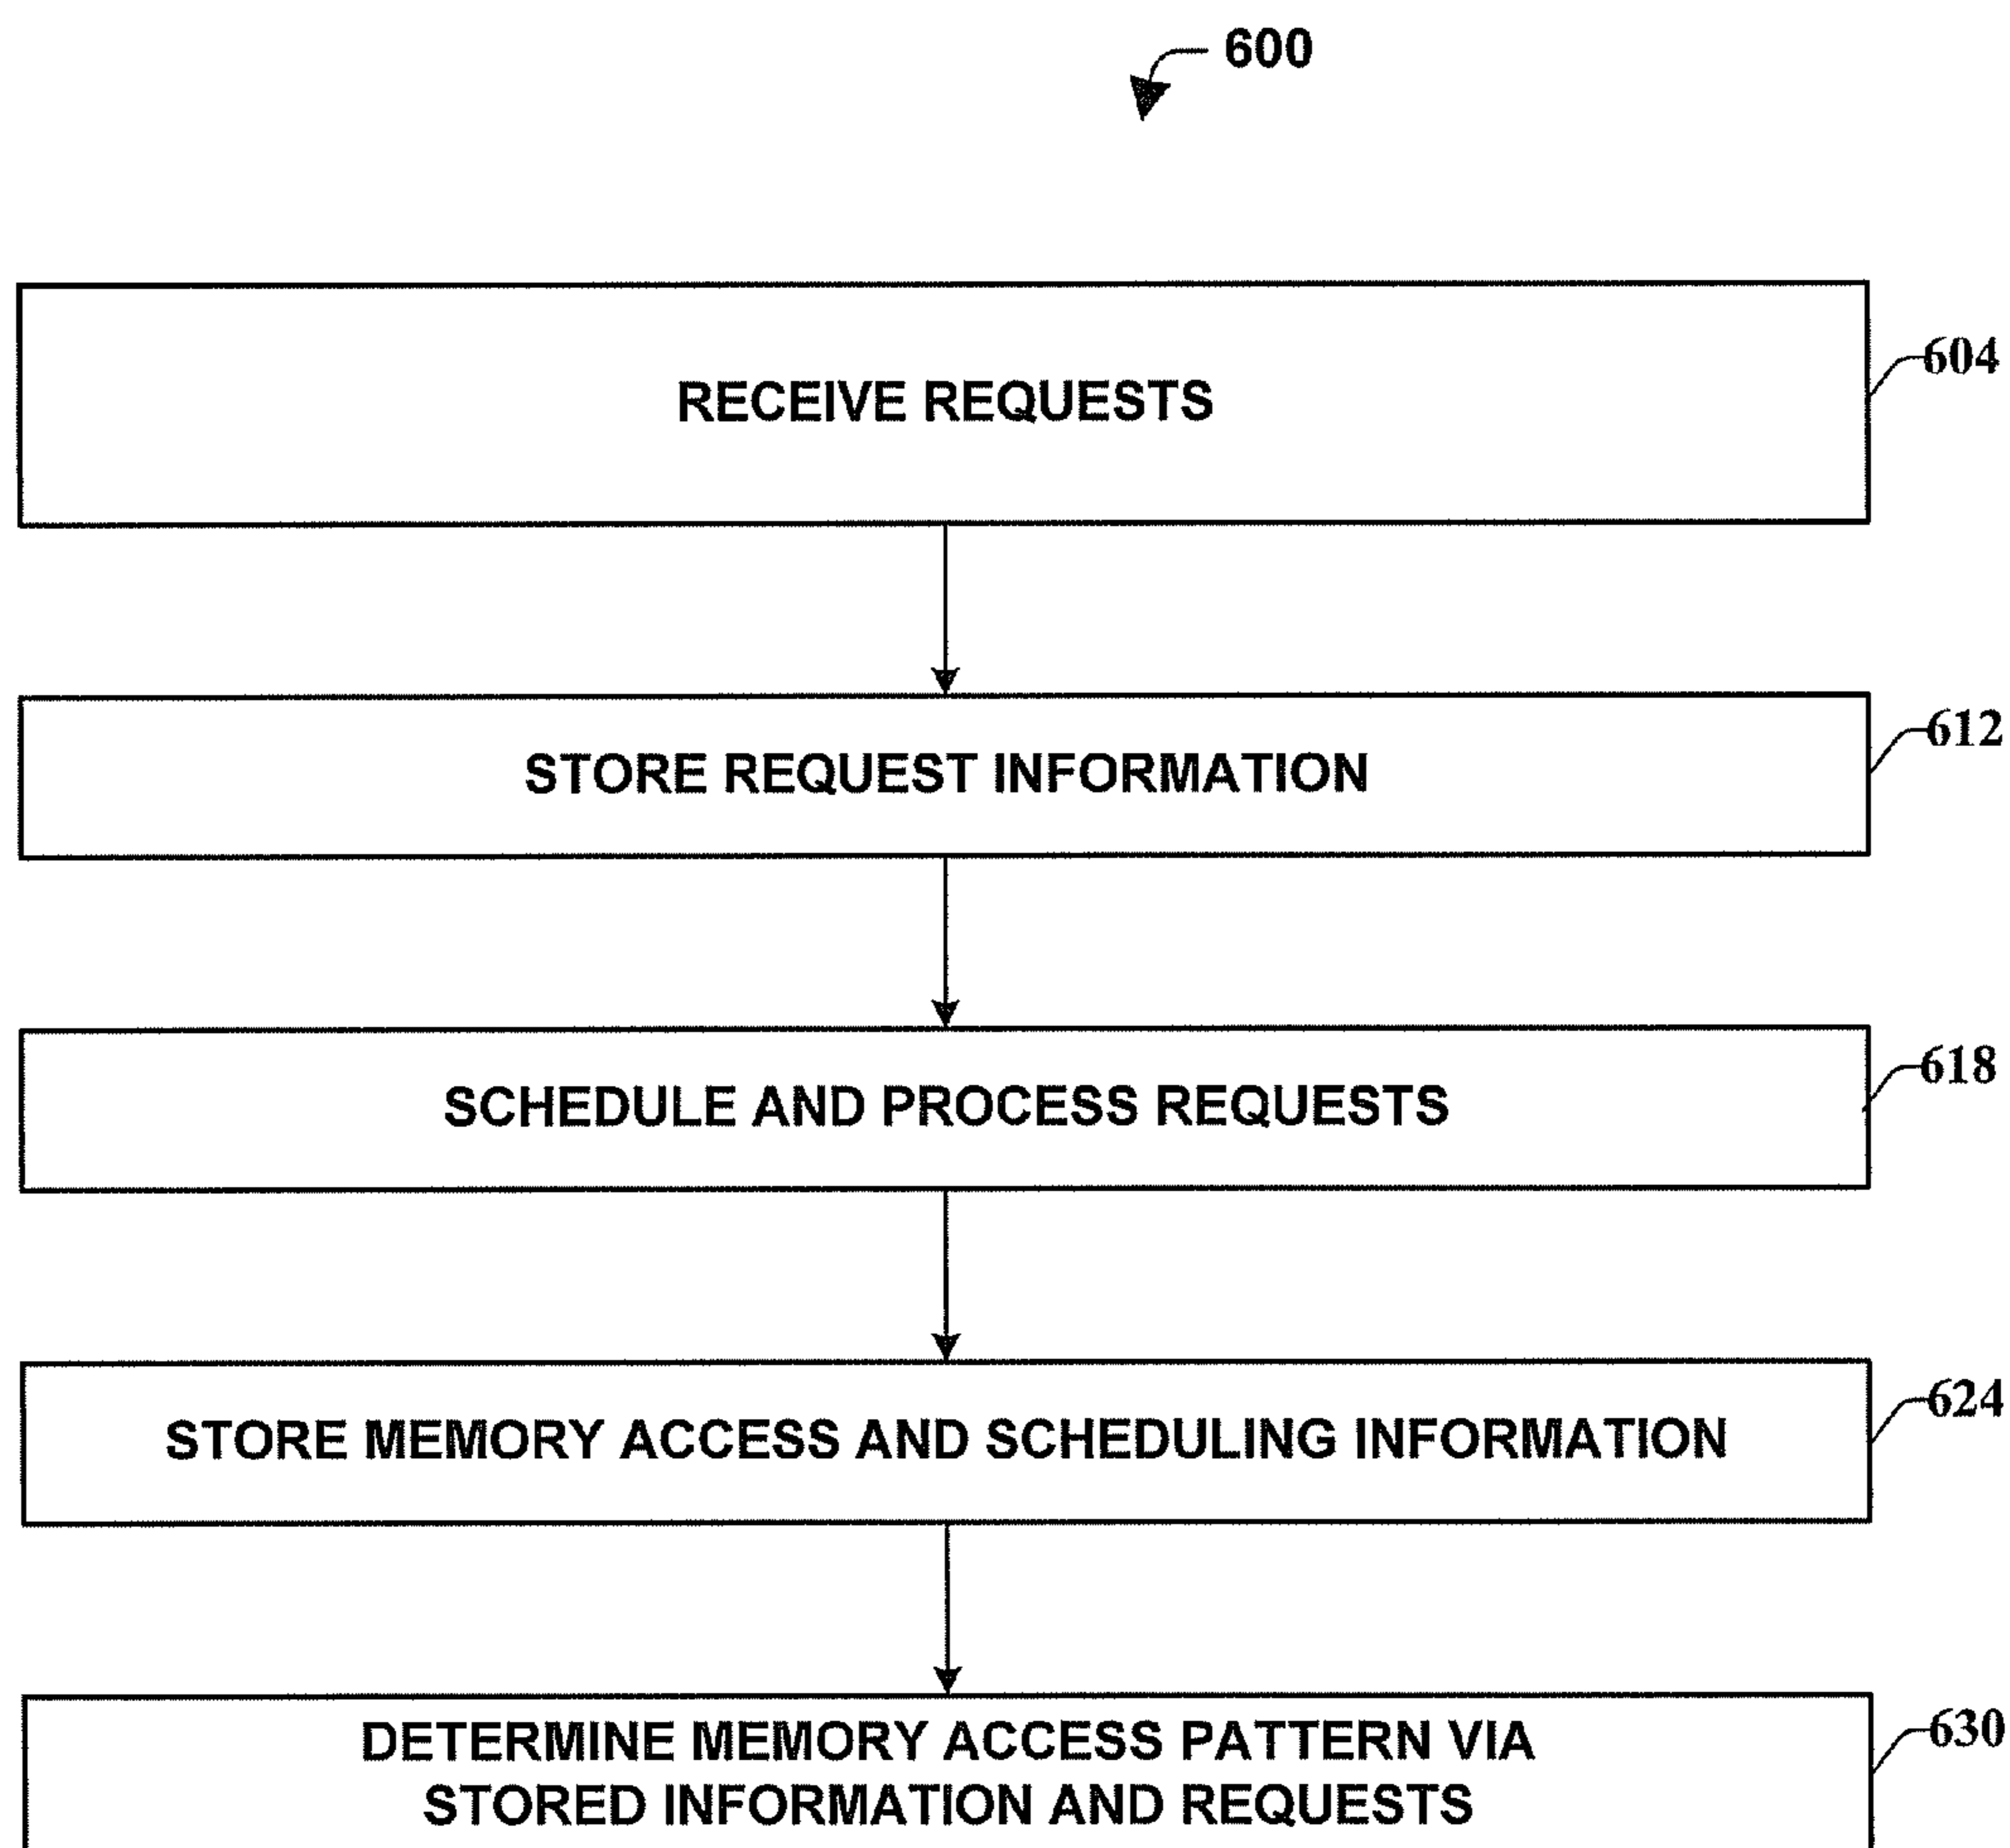 600
RECEIVE REQUESTS
604
STORE REQUEST INFORMATION
612
SCHEDULE AND PROCESS REQUESTS
618
STORE MEMORY ACCESS AND SCHEDULING INFORMATION
624
DETERMINE MEMORY ACCESS PATTERN VIA
STORED INFORMATION AND REQUESTS
630